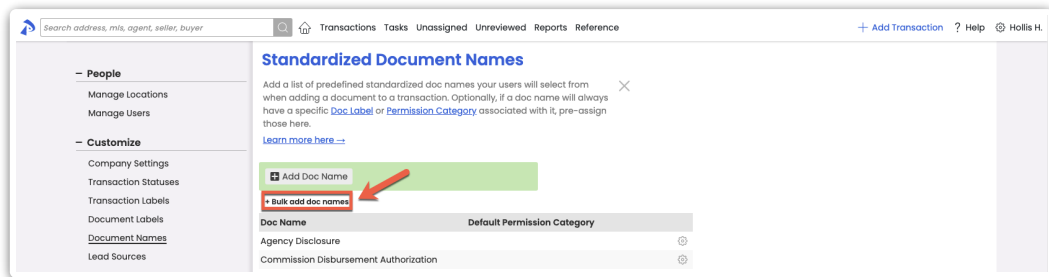 Search address, mls, agent, seller, buyer
Transactions Tasks Unassigned Unreviewed Reports Reference
+ Add Transaction ? Help Hollis H.
– People
Manage Locations
Manage Users
– Customize
Company Settings
Transaction Statuses
Transaction Labels
Document Labels
Document Names
Lead Sources
Standardized Document Names
Add a list of predefined standardized doc names your users will select from
when adding a document to a transaction. Optionally, if a doc name will always
have a specific Doc Label or Permission Category associated with it, pre-assign
those here.
Learn more here →
+ Add Doc Name
+ Bulk add doc names
Doc Name Default Permission Category
Agency Disclosure
Commission Disbursement Authorization